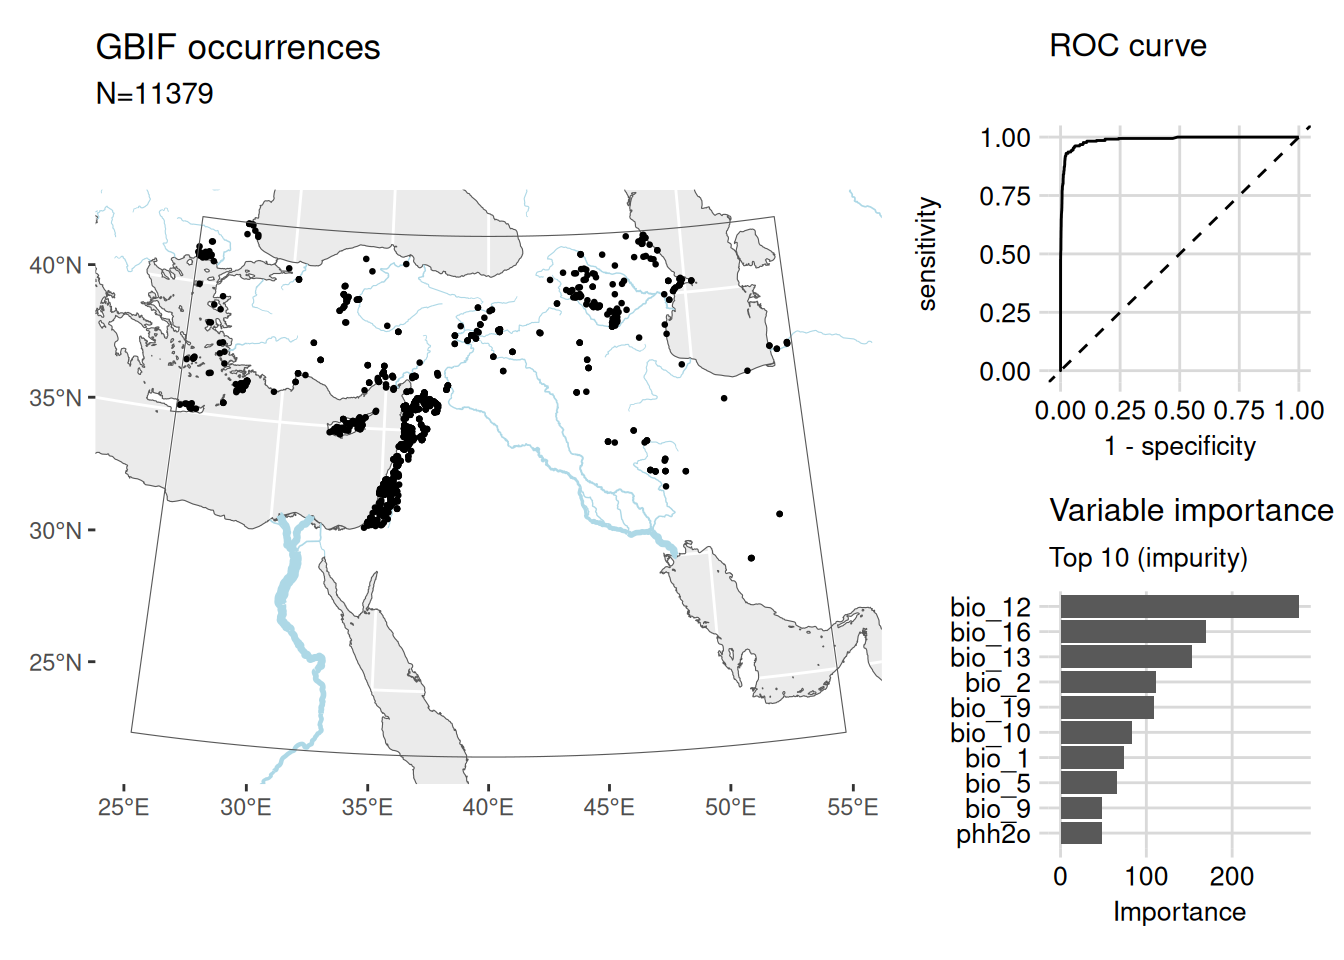 GBIF occurrences
N=11379
40°N
35°N
30°N
25°N
25°E 30°E 35°E 40°E 45°E 50°E 55°E
ROC curve
sensitivity
1.00
0.75
0.50
0.25
0.00
0.00 0.25 0.50 0.75 1.00
1 - specificity
Variable importance
Top 10 (impurity)
bio_12
bio_16
bio_13
bio_2
bio_19
bio_10
bio_1
bio_5
bio_9
phh2o
0 100 200
Importance